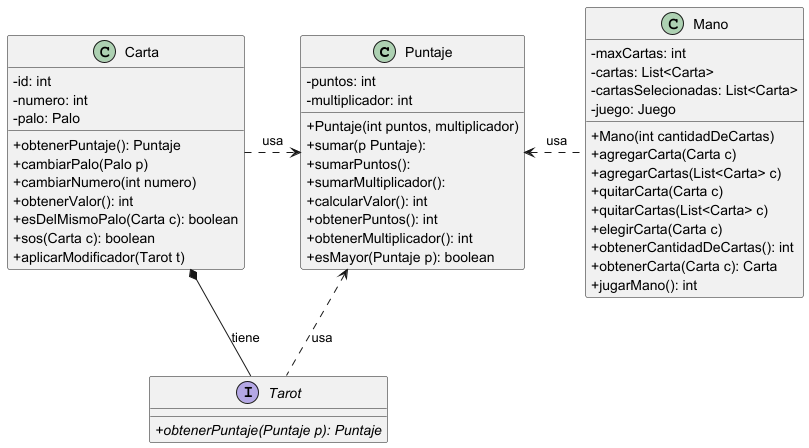 C Carta
-id: int
-numero: int
-palo: Palo
+obtenerPuntaje(): Puntaje
+cambiarPalo(Palo p)
+cambiarNumero(int numero)
+obtenerValor(): int
+esDelMismoPalo(Carta c): boolean
+sos(Carta c): boolean
+aplicarModificador(Tarot t)
usa
C Puntaje
-puntos: int
-multiplicador: int
+Puntaje(int puntos, multiplicador)
+sumar(p Puntaje):
+sumarPuntos():
+sumarMultiplicador():
+calcularValor(): int
+obtenerPuntos(): int
+obtenerMultiplicador(): int
+esMayor(Puntaje p): boolean
usa
C Mano
-maxCartas: int
-cartas: List<Carta>
-cartasSelecionadas: List<Carta>
-juego: Juego
+Mano(int cantidadDeCartas)
+agregarCarta(Carta c)
+agregarCartas(List<Carta> c)
+quitarCarta(Carta c)
+quitarCartas(List<Carta> c)
+elegirCarta(Carta c)
+obtenerCantidadDeCartas(): int
+obtenerCarta(Carta c): Carta
+jugarMano(): int
tiene
usa
I Tarot
+obtenerPuntaje(Puntaje p): Puntaje